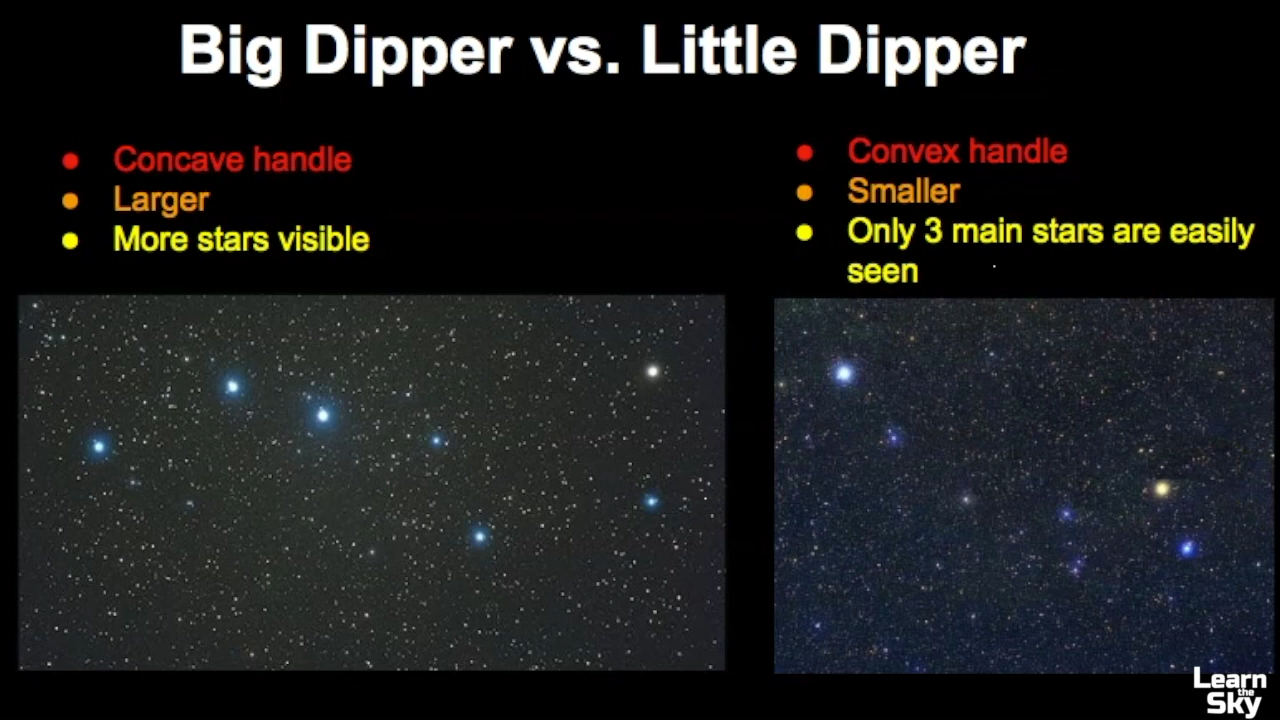 Big Dipper vs. Little Dipper
● Concave handle
● Larger
● More stars visible
● Convex handle
● Smaller
● Only 3 main stars are easily
seen
Learn
the
Sky